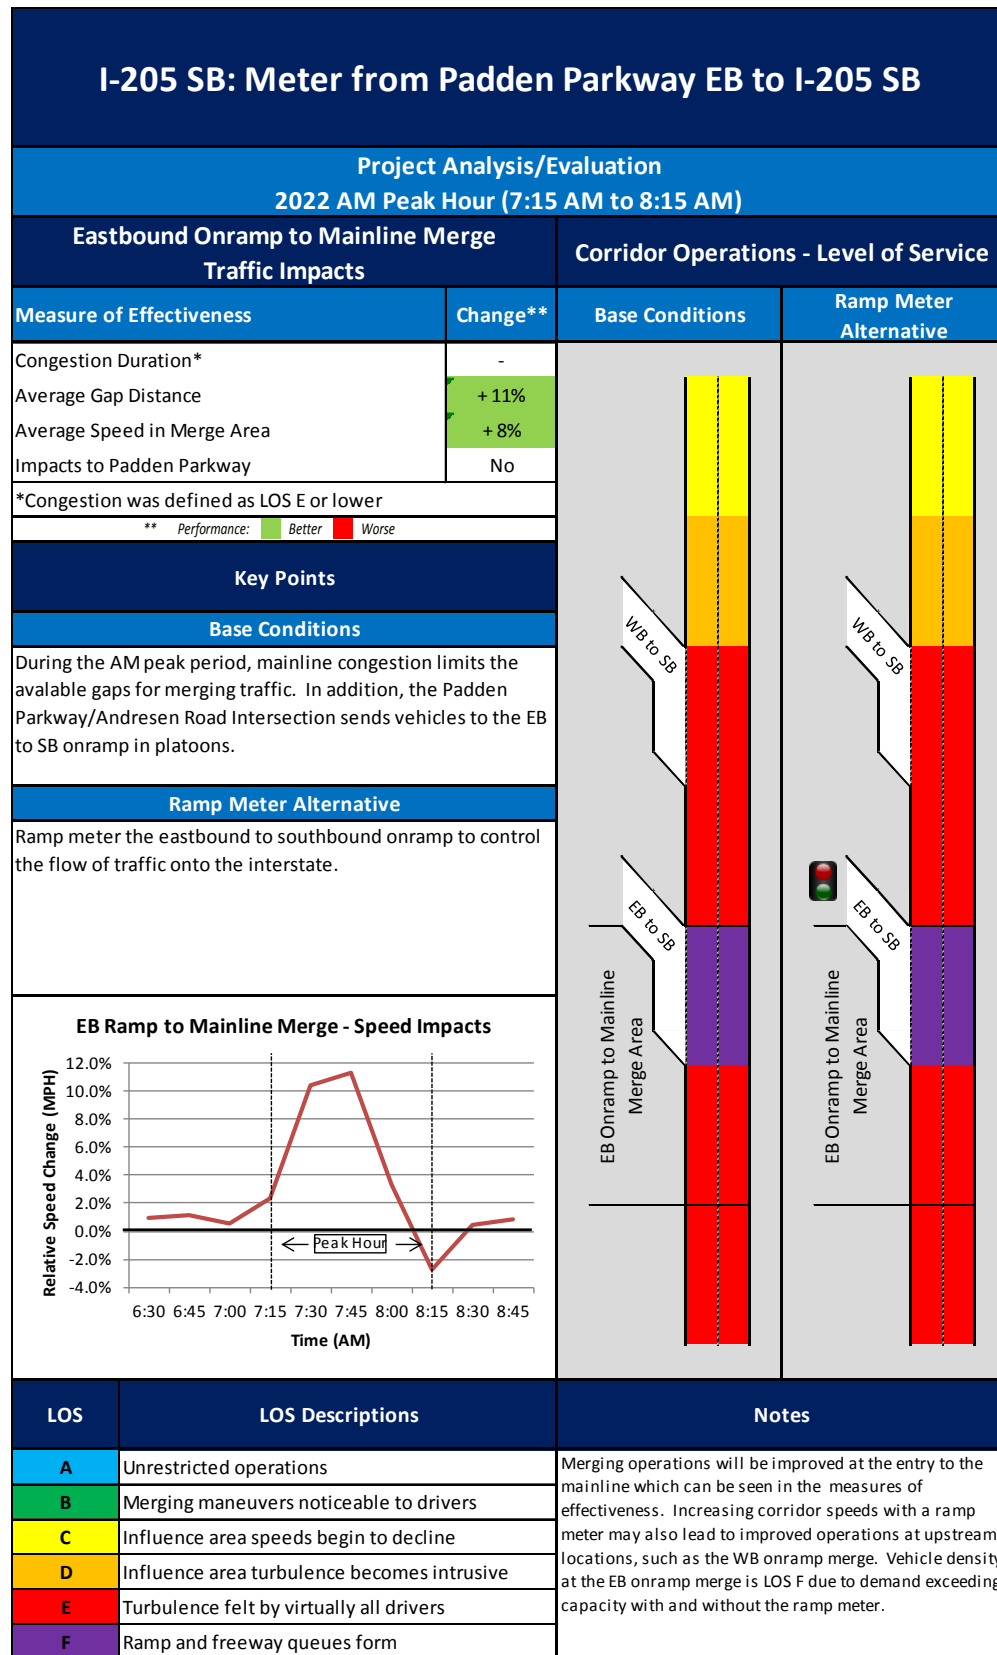 I-205 SB: Meter from Padden Parkway EB to I-205 SB
Project Analysis/Evaluation
2022 AM Peak Hour (7:15 AM to 8:15 AM)
Eastbound Onramp to Mainline Merge
Traffic Impacts
Corridor Operations - Level of Service
Measure of Effectiveness
Change**
Base Conditions
Ramp Meter
Alternative
Congestion Duration*
-
Average Gap Distance
+ 11%
Average Speed in Merge Area
+ 8%
Impacts to Padden Parkway
No
*Congestion was defined as LOS E or lower
** Performance: Better Worse
Key Points
Base Conditions
During the AM peak period, mainline congestion limits the
avalable gaps for merging traffic. In addition, the Padden
Parkway/Andresen Road Intersection sends vehicles to the EB
to SB onramp in platoons.
Ramp Meter Alternative
Ramp meter the eastbound to southbound onramp to control
the flow of traffic onto the interstate.
EB Ramp to Mainline Merge - Speed Impacts
Relative Speed Change (MPH)
12.0%
10.0%
8.0%
6.0%
4.0%
2.0%
0.0%
-2.0%
-4.0%
Peak Hour
6:30 6:45 7:00 7:15 7:30 7:45 8:00 8:15 8:30 8:45
Time (AM)
WB to SB
EB to SB
EB Onramp to Mainline
Merge Area
WB to SB
EB to SB
EB Onramp to Mainline
Merge Area
LOS
LOS Descriptions
A
Unrestricted operations
B
Merging maneuvers noticeable to drivers
C
Influence area speeds begin to decline
D
Influence area turbulence becomes intrusive
E
Turbulence felt by virtually all drivers
F
Ramp and freeway queues form
Notes
Merging operations will be improved at the entry to the
mainline which can be seen in the measures of
effectiveness. Increasing corridor speeds with a ramp
meter may also lead to improved operations at upstream
locations, such as the WB onramp merge. Vehicle density
at the EB onramp merge is LOS F due to demand exceeding
capacity with and without the ramp meter.